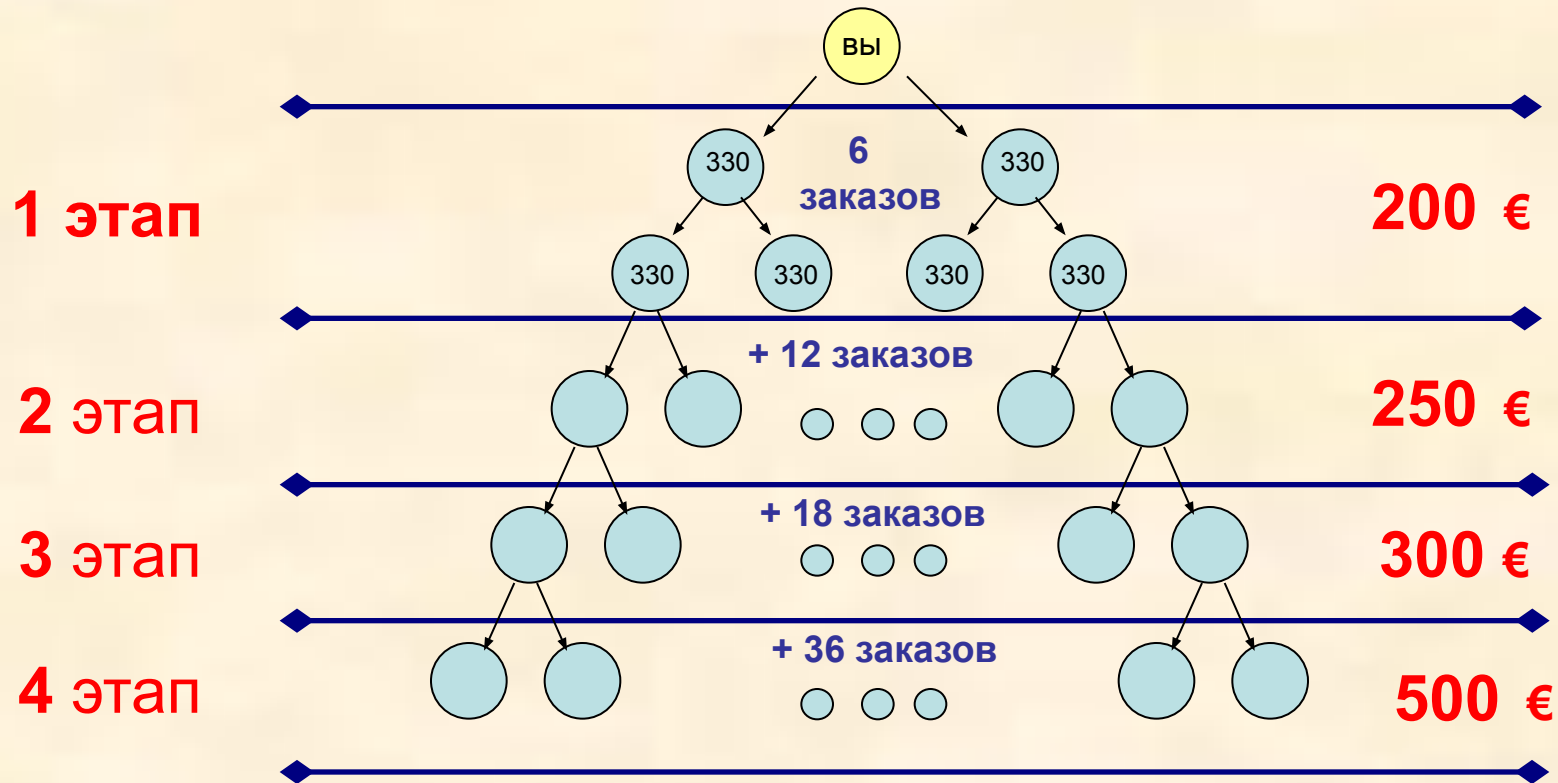 вы
330
6
заказов
330
1 этап
200 €
330
330
330
330
+ 12 заказов
2 этап
250 €
+ 18 заказов
3 этап
300 €
+ 36 заказов
4 этап
500 €